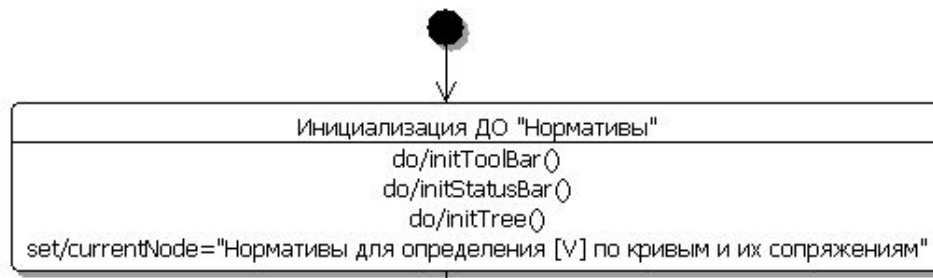 Инициализация ДО "Нормативы"
do/initToolBar()
do/initStatusBar()
do/initTree()
set/currentNode="Нормативы для определения [V] по кривым и их сопряжениям"